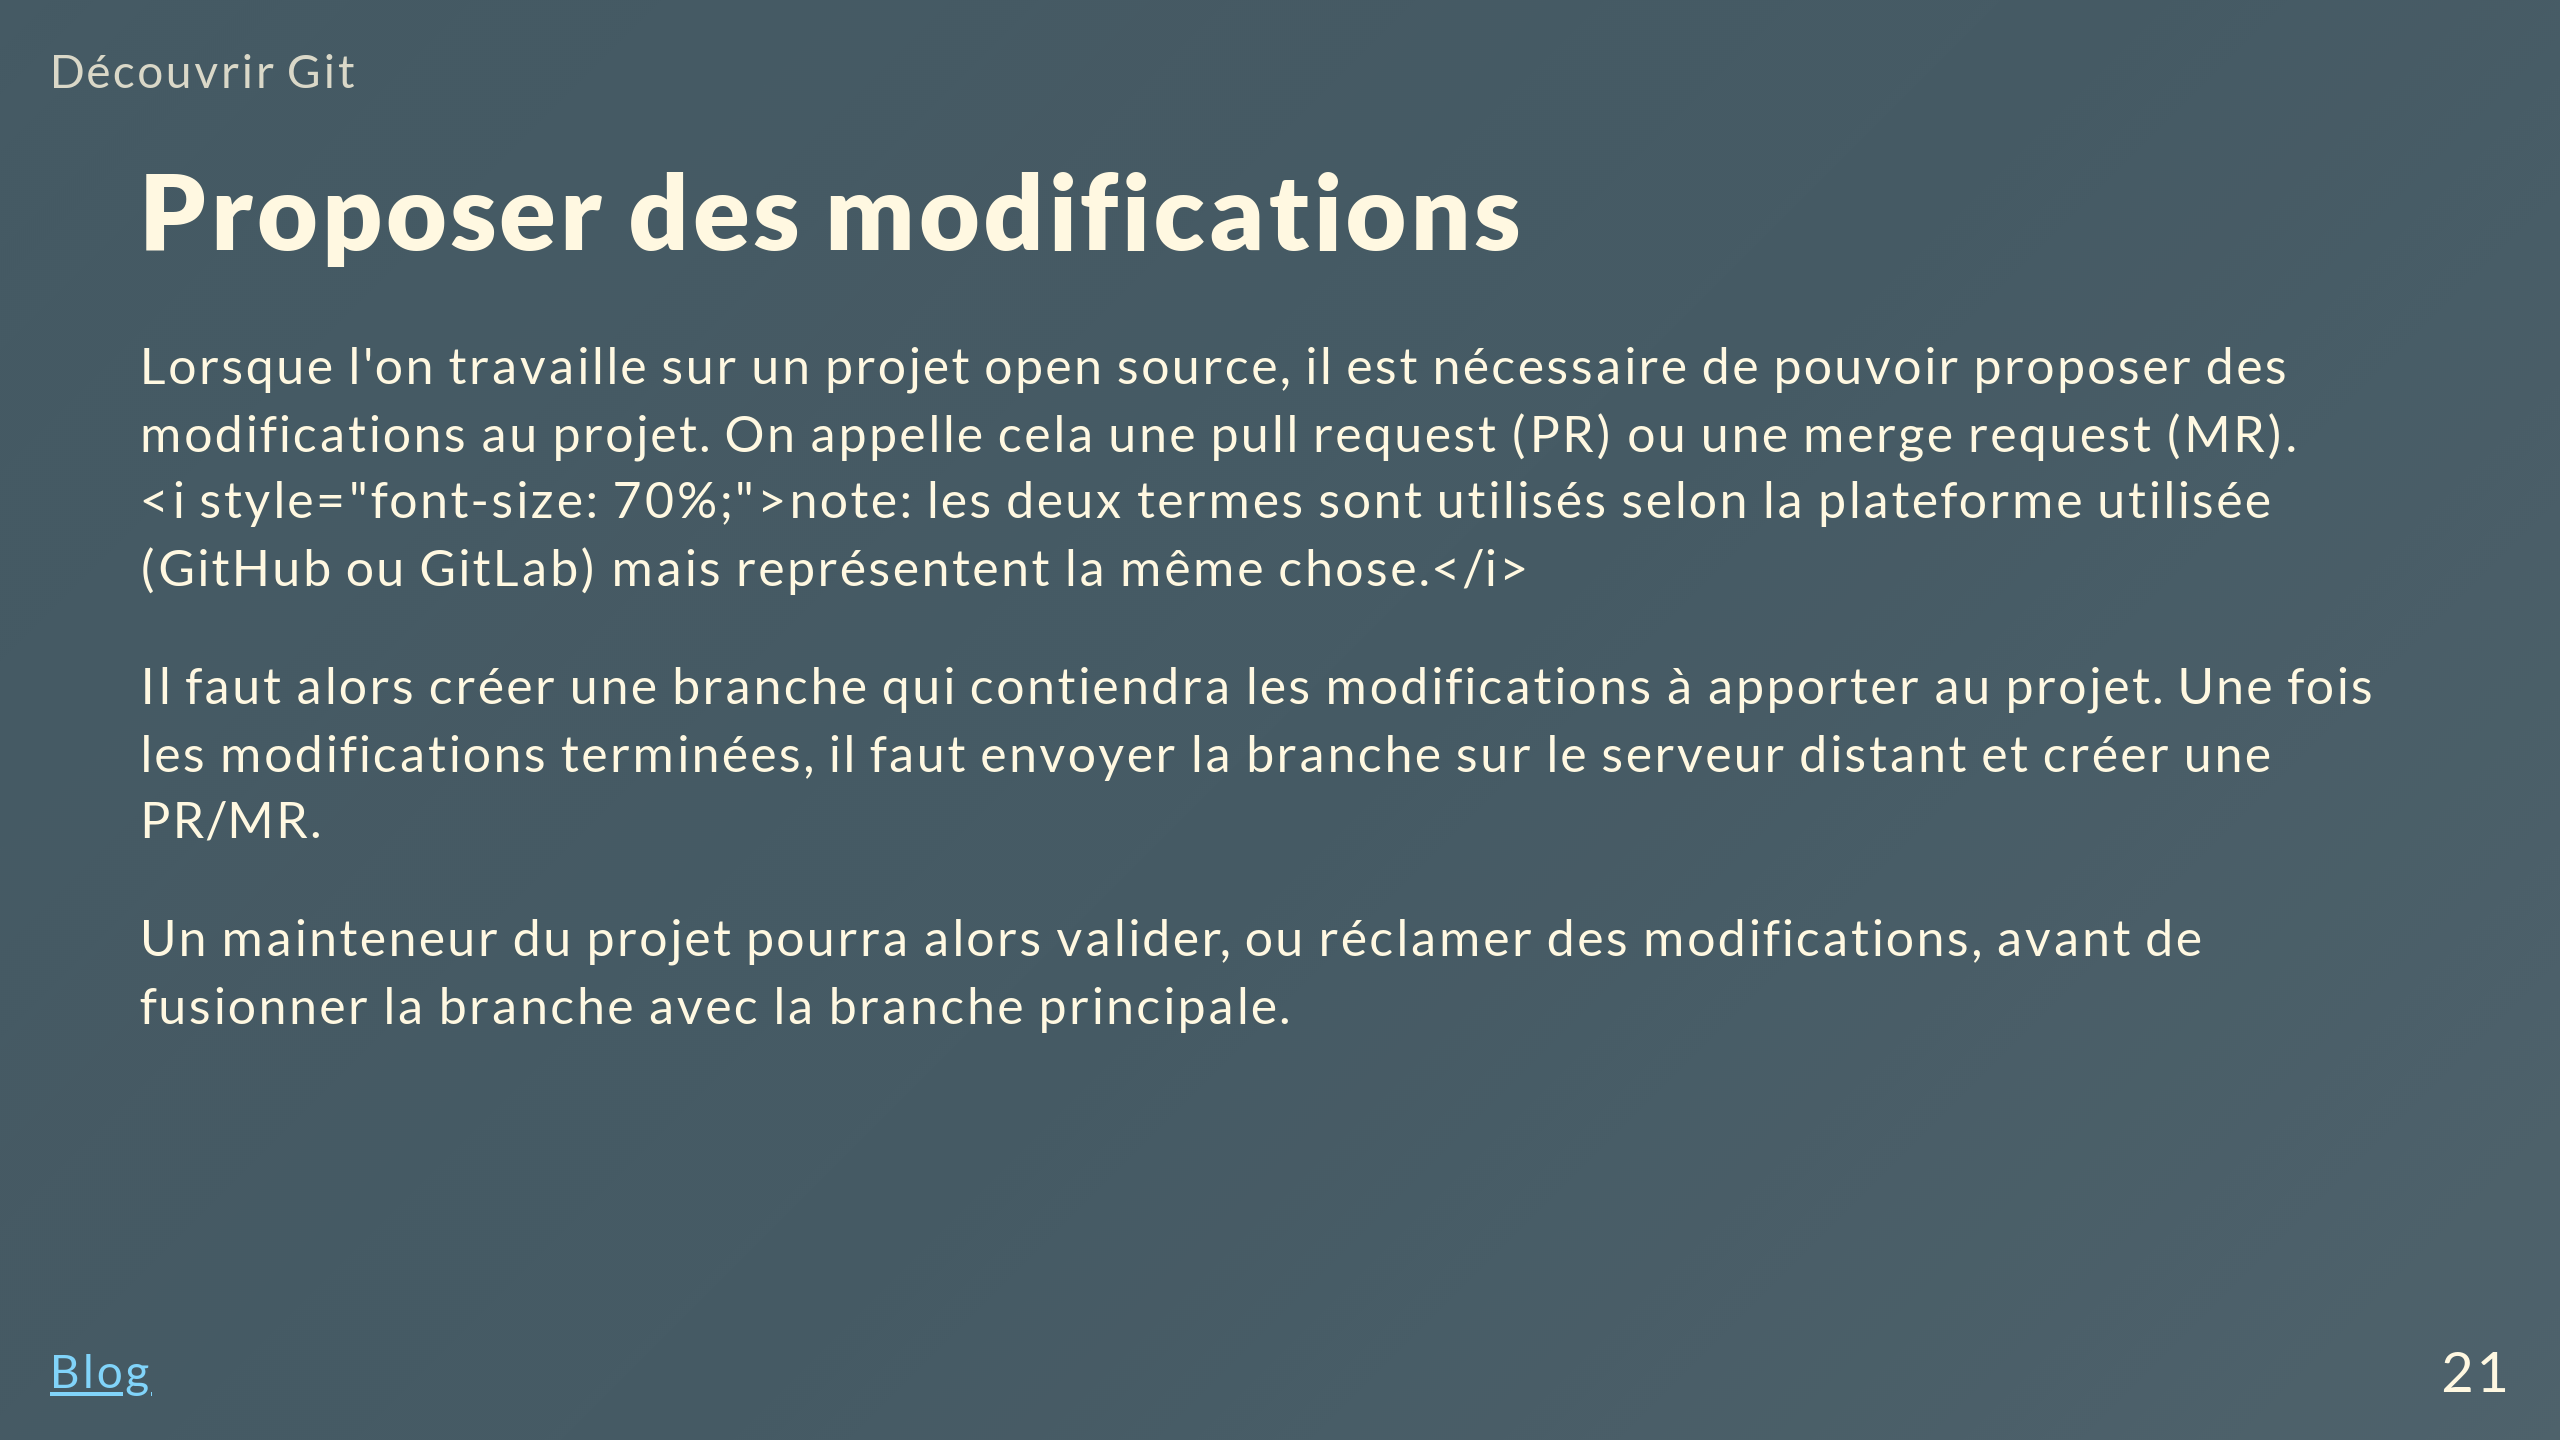 Découvrir Git
Proposer des modifications
Lorsque l'on travaille sur un projet open source, il est nécessaire de pouvoir proposer des
modifications au projet. On appelle cela une pull request (PR) ou une merge request (MR).
<i style="font-size: 70%;">note: les deux termes sont utilisés selon la plateforme utilisée
(GitHub ou GitLab) mais représentent la même chose.</i>
Il faut alors créer une branche qui contiendra les modifications à apporter au projet. Une fois
les modifications terminées, il faut envoyer la branche sur le serveur distant et créer une
PR/MR.
Un mainteneur du projet pourra alors valider, ou réclamer des modifications, avant de
fusionner la branche avec la branche principale.
Blog
21